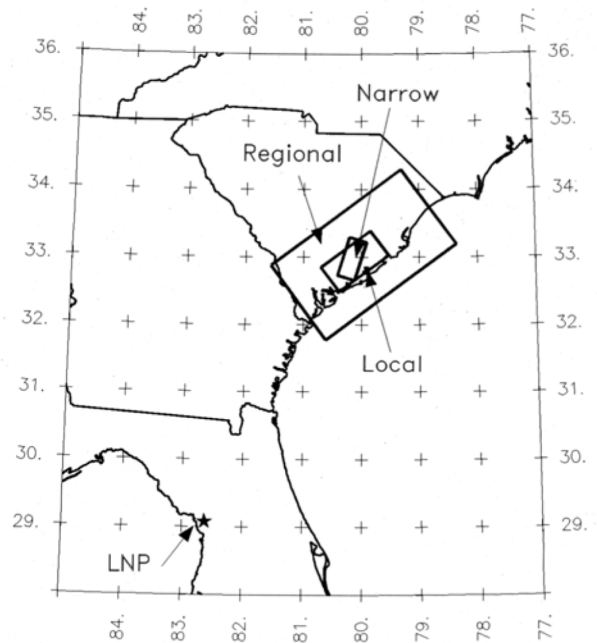 84. 83. 82. 81. 80. 79. 78. 77.
36. 36.
35. 35.
Narrow
Regional
34. 34.
33. 33.
32. 32.
Local
31. 31.
30. 30.
29. 29.
LNP
84. 83. 82. 81. 80. 79. 78. 77.